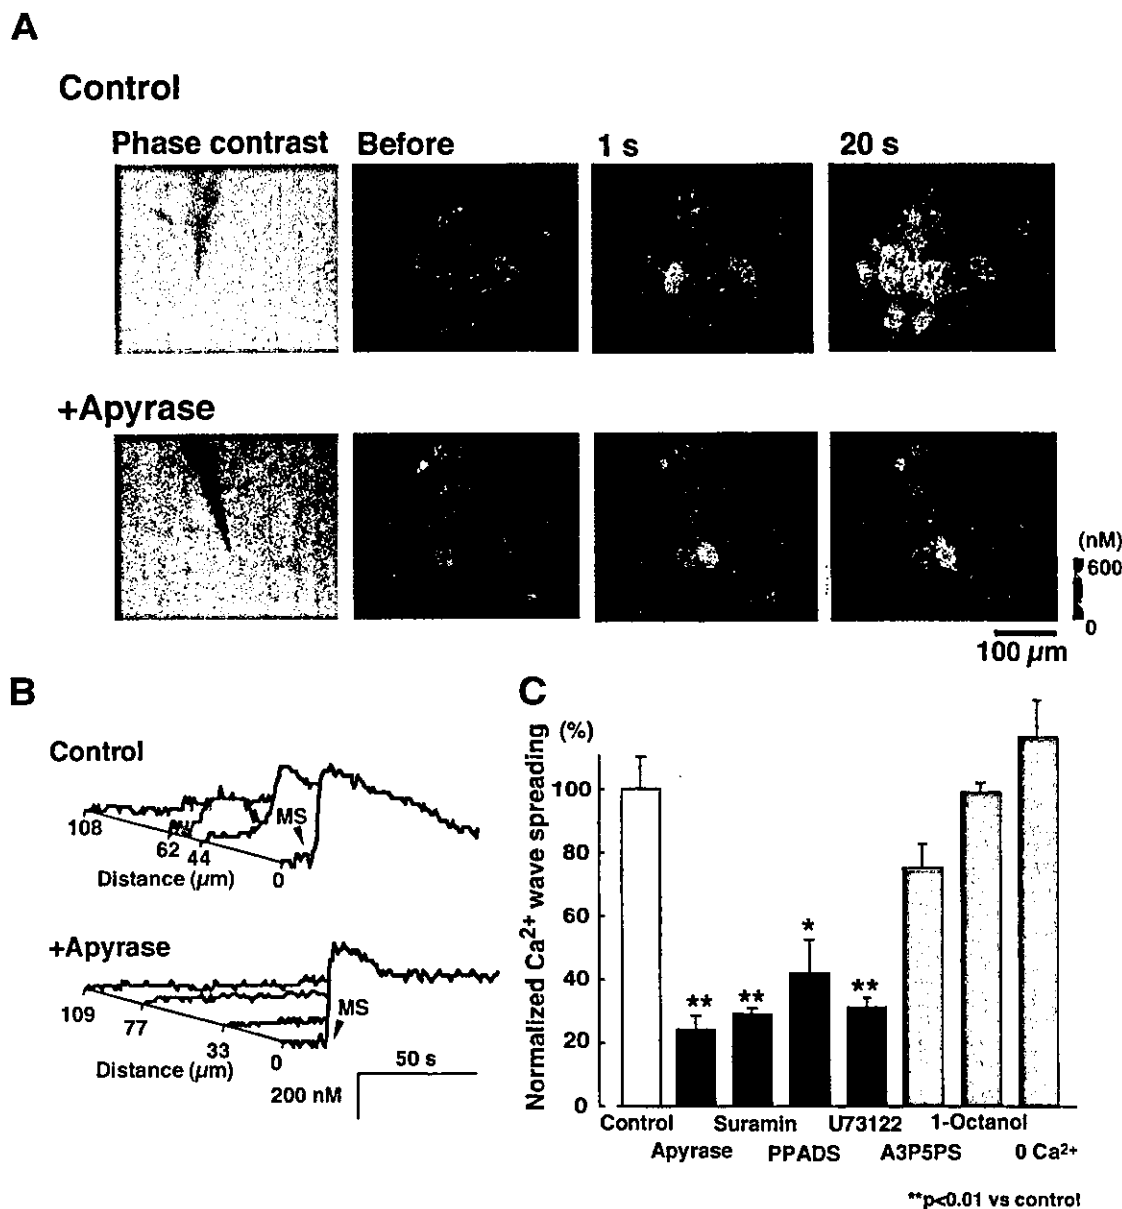 A
Control
Phase contrast Before 1 s 20 s
+Apyrase
(nM)
600
0
100 µm
B
Control
MS
108
62
44
0
Distance (µm)
+Apyrase
MS
109
77
33
0
Distance (µm)
50 s
200 nM
C
(%)
Normalized Ca2+ wave spreading
100
80
60
40
20
0
** ** * **
Control Suramin U73122 1-Octanol
Apyrase PPADS A3P5PS 0 Ca2+
**p<0.01 vs control